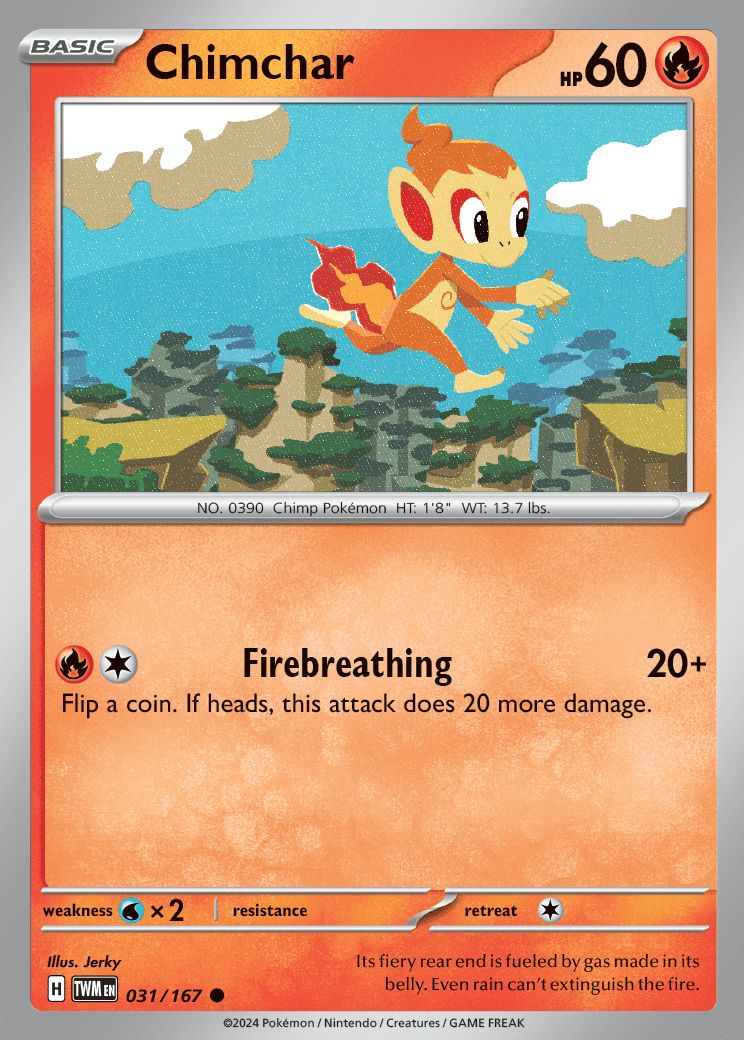 BASIC
Chimchar
HP 60
NO. 0390 Chimp Pokémon HT: 1'8" WT: 13.7 lbs.
Firebreathing 20+
Flip a coin. If heads, this attack does 20 more damage.
weakness ×2 resistance retreat
Illus. Jerky
Its fiery rear end is fueled by gas made in its
belly. Even rain can't extinguish the fire.
H TWM EN 031/167
©2024 Pokémon / Nintendo / Creatures / GAME FREAK